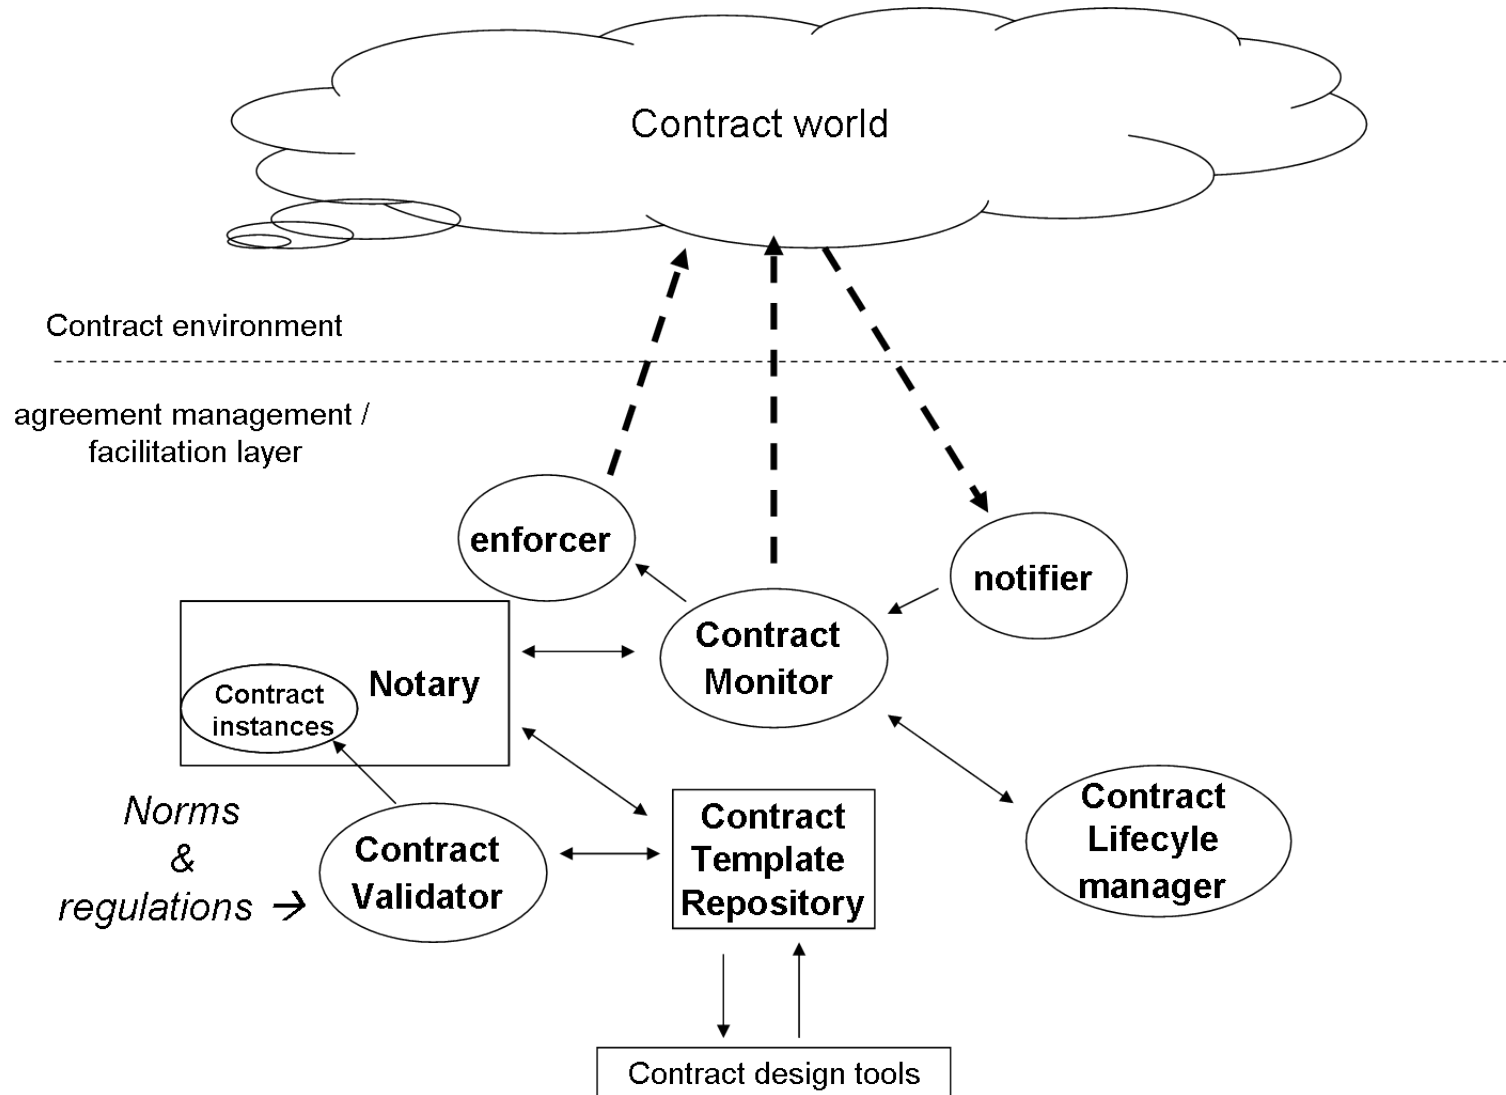 Contract world
Contract environment
agreement management /
facilitation layer
enforcer
notifier
Contract
Monitor
Notary
Contract
instances
Norms
&
regulations →
Contract
Validator
Contract
Template
Repository
Contract
Lifecyle
manager
Contract design tools